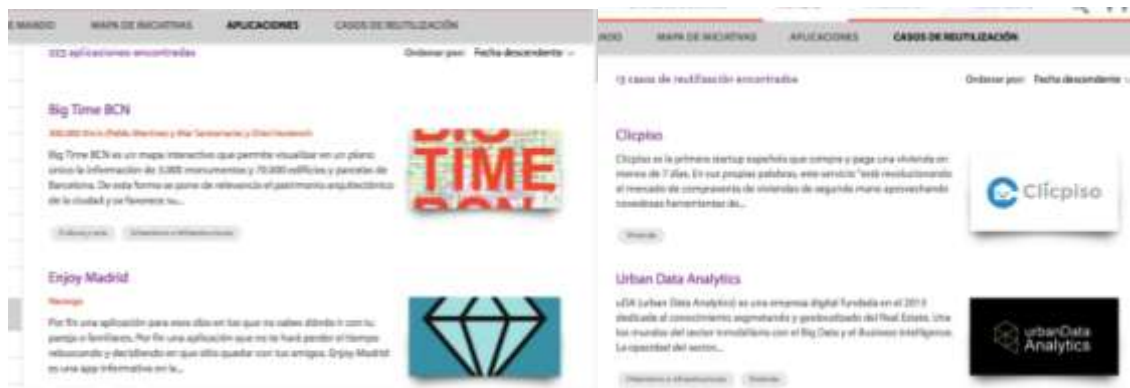 DE MANDO MAPA DE INICIATIVAS APLICACIONES CASOS DE REUTILIZACIÓN
aplicaciones encontradas Ordenar por: Fecha descendente
Big Time BCN
Big Time BCN es un mapa interactivo que permite visualizar en un plano
único la información de 3.000 monumentos y 70.000 edificios y parcelas de
Barcelona. De esta forma se pone de relevancia el patrimonio arquitectónico
de la ciudad y se favorece su...
Urbanismo e infraestructuras
BIG
TIME
BCN
Enjoy Madrid
Por fin una aplicación para esos días en los que no sabes dónde ir con tu
pareja o familiares. Por fin una aplicación que no te hará perder el tiempo
rebuscando y decidiendo en que sitio quedar con tus amigos. Enjoy Madrid
es una app informativa en la...
MAPA DE INICIATIVAS APLICACIONES CASOS DE REUTILIZACIÓN
13 casos de reutilización encontrados Ordenar por: Fecha descendente
Clicpiso
Clicpiso es la primera startup española que compra y paga una vivienda en
menos de 7 días. En sus propias palabras, este servicio "está revolucionando
el mercado de compraventa de viviendas de segunda mano aprovechando
novedosas herramientas de...
Vivienda
Clicpiso
Urban Data Analytics
uDA (urban Data Analytics) es una empresa digital fundada en el 2013
dedicada al conocimiento segmentado y geolocalizado del Real Estate. Une
los mundos del sector inmobiliario con el Big Data y el Business Intelligence.
La opacidad del sector...
Urbanismo e infraestructuras Vivienda
urbanData
Analytics